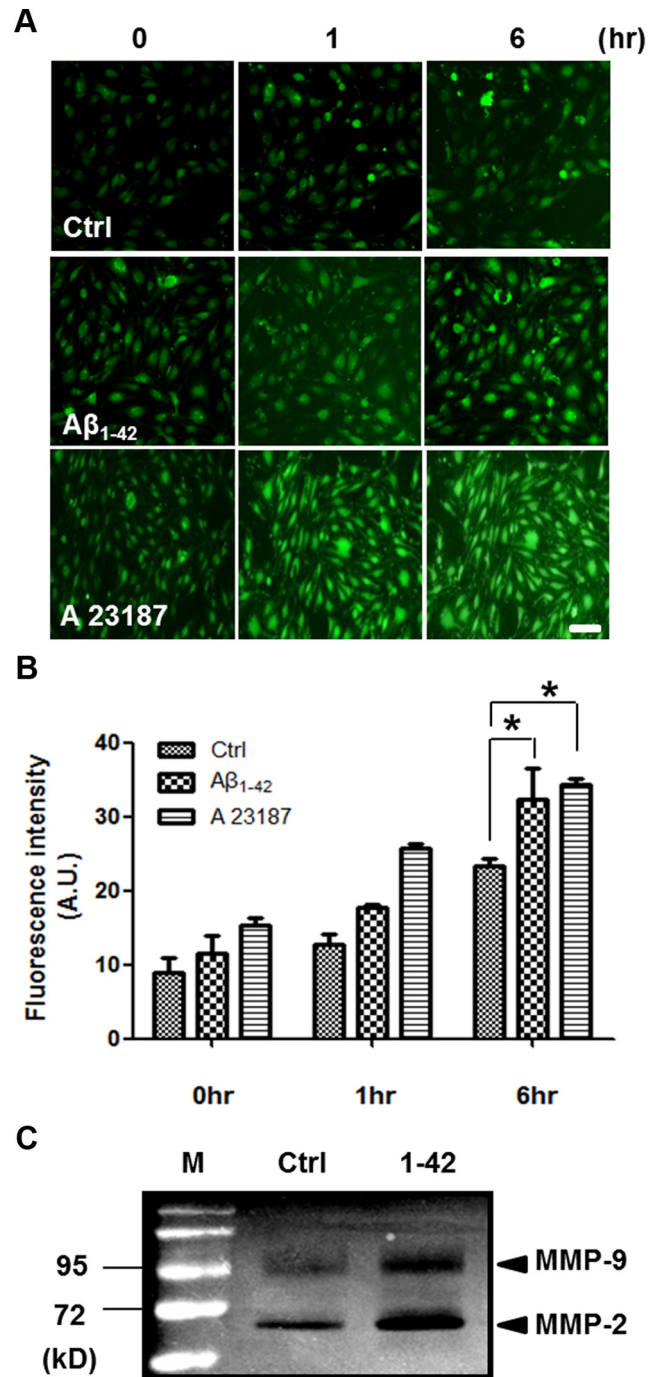 A
0 1 6 (hr)
Ctrl
Aβ1-42
A 23187
B
* *
Fluorescence intensity
(A.U.)
40
30
20
10
0
Ctrl
Aβ1-42
A 23187
0hr 1hr 6hr
C
M Ctrl 1-42
95
MMP-9
72
MMP-2
(kD)